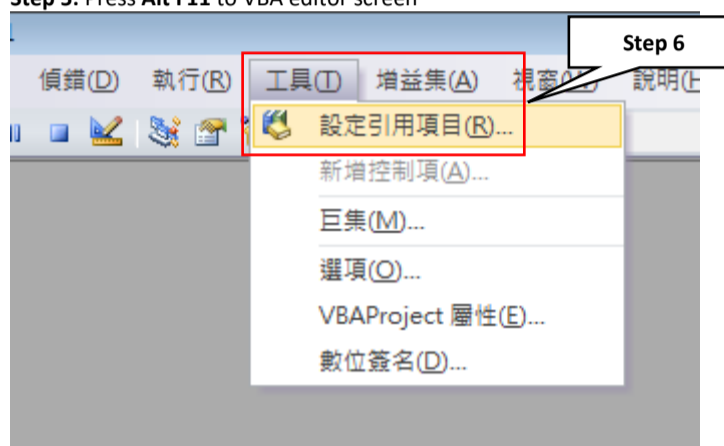 Step 5: Press Alt F11 to VBA editor screen
Step 6
偵錯(D) 執行(R) 工具(T) 增益集(A) 視窗(W) 說明(H
設定引用項目(R)...
新增控制項(A)...
巨集(M)...
選項(O)...
VBAProject 屬性(E)...
數位簽名(D)...